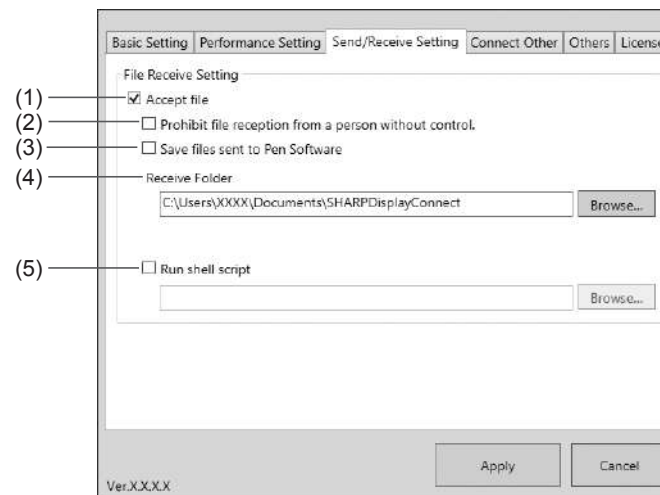 Basic Setting Performance Setting Send/Receive Setting Connect Other Others License
File Receive Setting
(1) Accept file
(2) Prohibit file reception from a person without control.
(3) Save files sent to Pen Software
(4) Receive Folder
C:\Users\XXXX\Documents\SHARPDisplayConnect Browse...
(5) Run shell script
Browse...
Apply Cancel
Ver.X.X.X.X